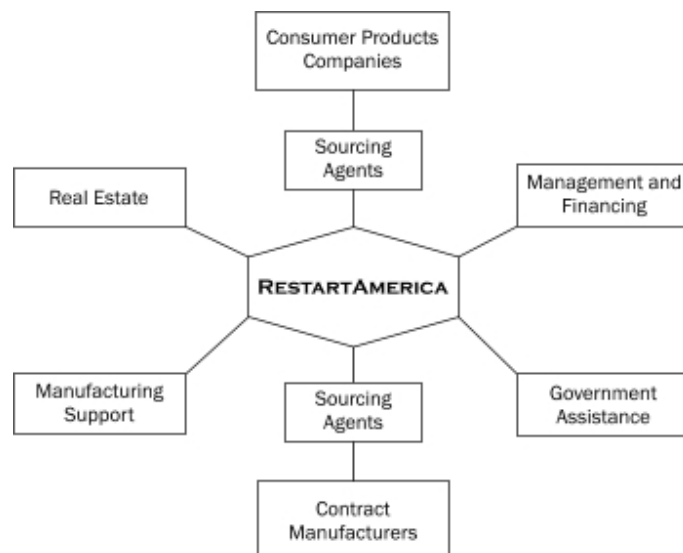 Consumer Products
Companies
Sourcing
Agents
Real Estate
Management and
Financing
RESTARTAMERICA
Manufacturing
Support
Sourcing
Agents
Government
Assistance
Contract
Manufacturers